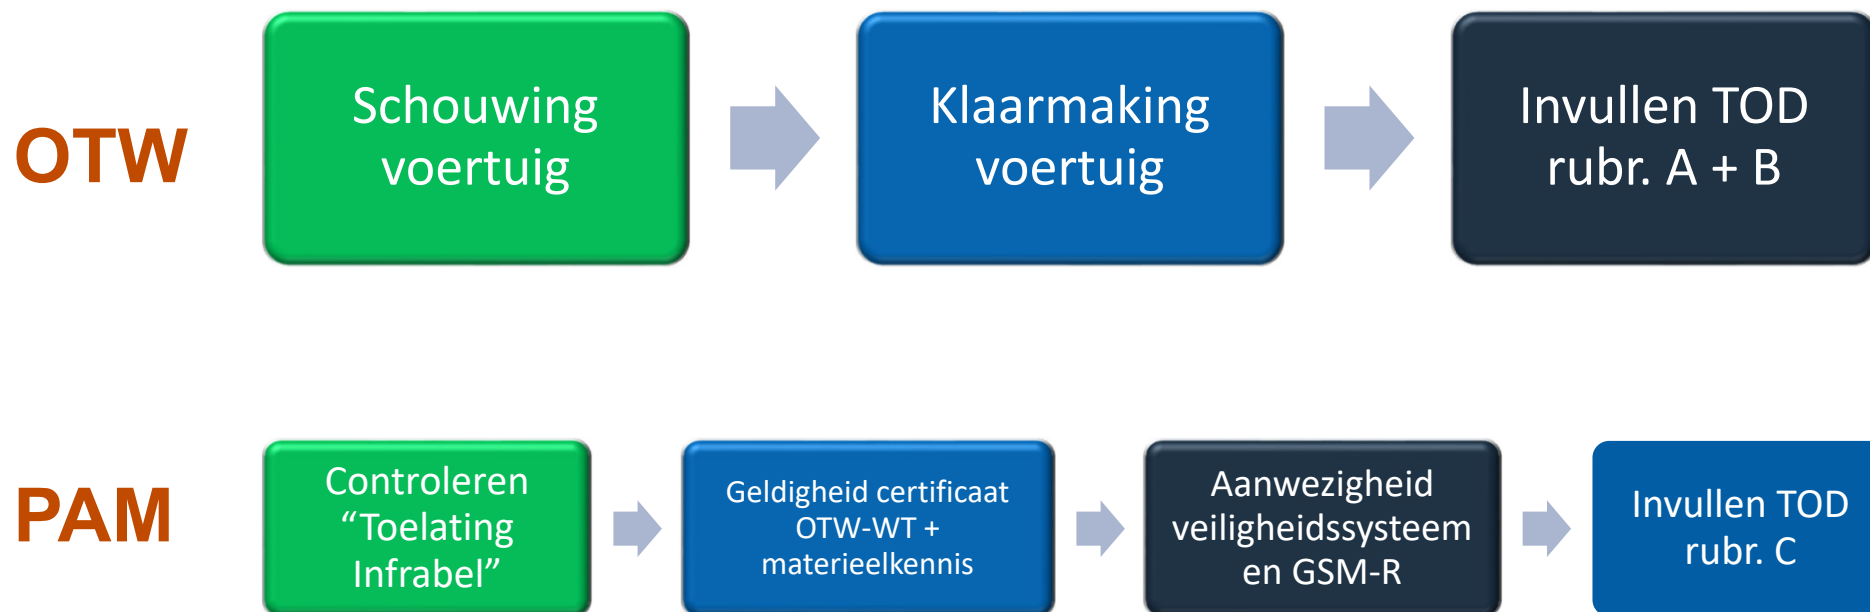 OTW
Schouwing
voertuig
Klaarmaking
voertuig
Invullen TOD
rubr. A + B
PAM
Controleren
“Toelating
Infrabel”
Geldigheid certificaat
OTW-WT +
materieelkennis
Aanwezigheid
veiligheidssysteem
en GSM-R
Invullen TOD
rubr. C